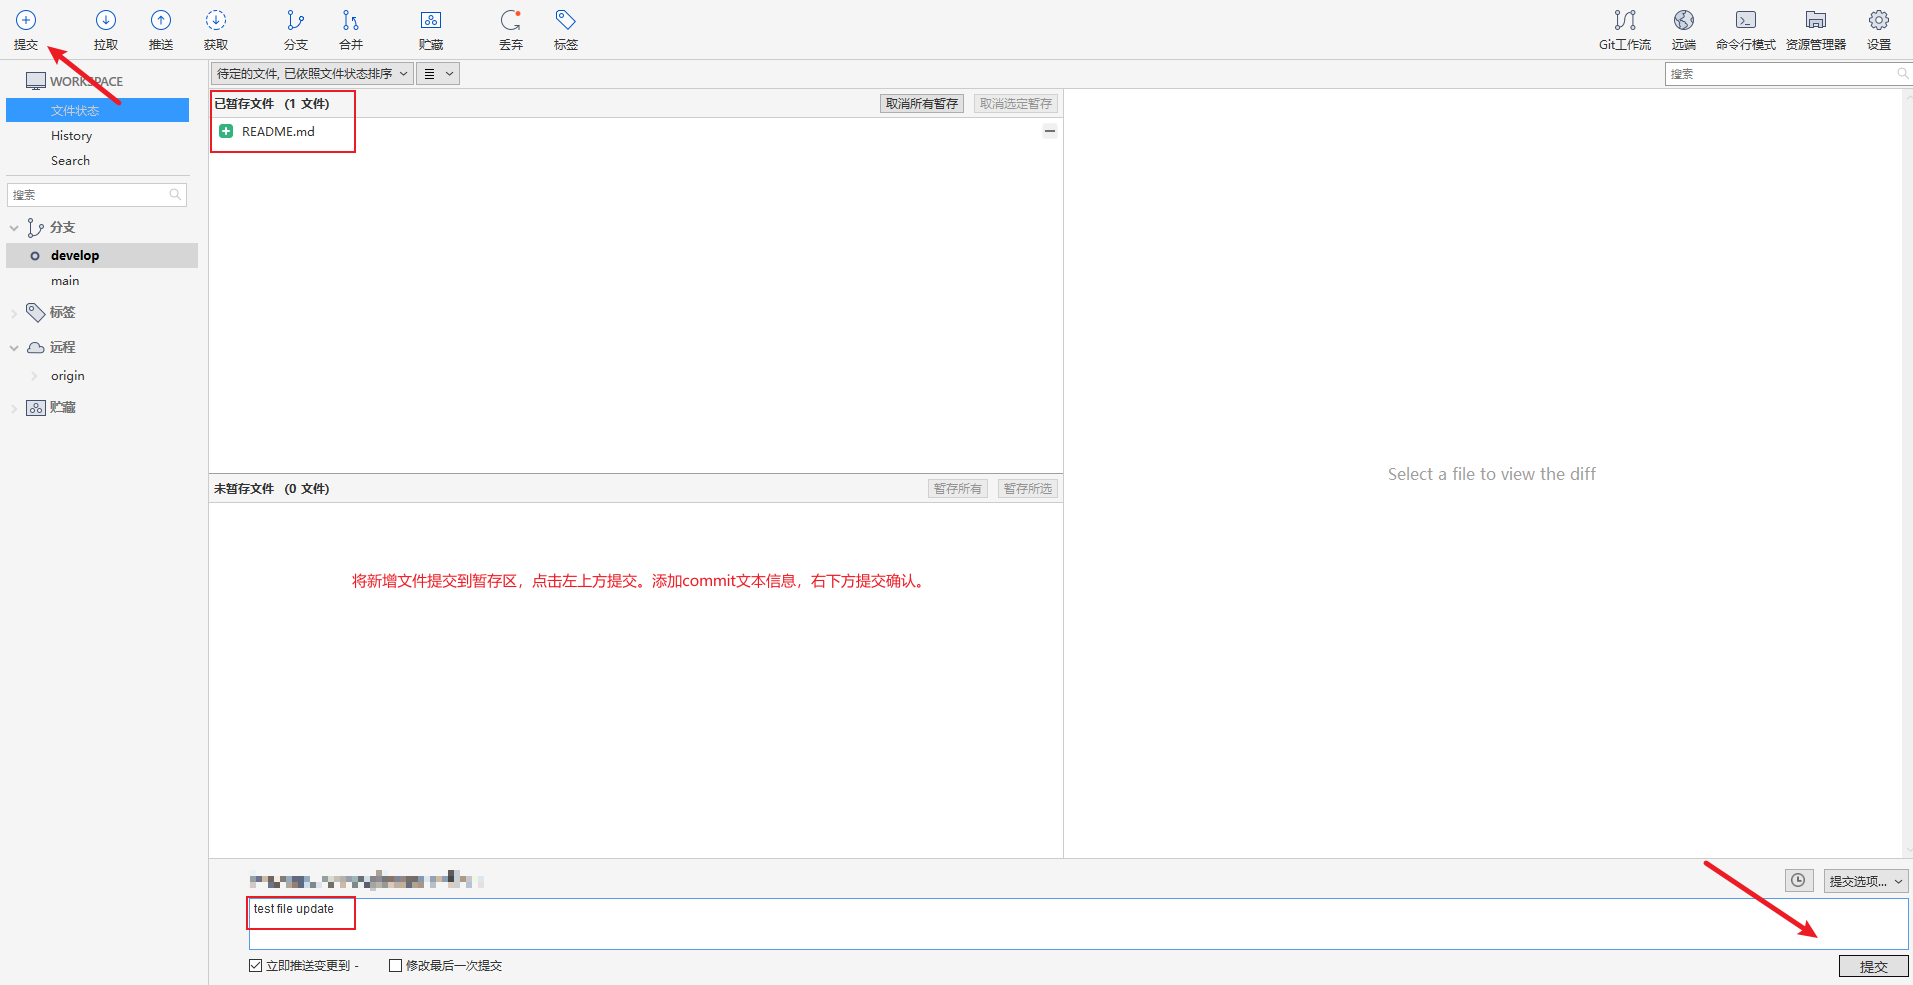 提交 拉取 推送 获取 分支 合并 贮藏 丢弃 标签 Git工作流 远端 命令行模式 资源管理器 设置
WORKSPACE
文件状态
History
Search
搜索
分支
develop
main
标签
远程
origin
贮藏
待定的文件, 已依照文件状态排序
搜索
已暂存文件 (1 文件) 取消所有暂存 取消选定暂存
README.md
Select a file to view the diff
未暂存文件 (0 文件) 暂存所有 暂存所选
将新增文件提交到暂存区，点击左上方提交。添加commit文本信息，右下方提交确认。
提交选项...
test file update
立即推送变更到 - 修改最后一次提交
提交